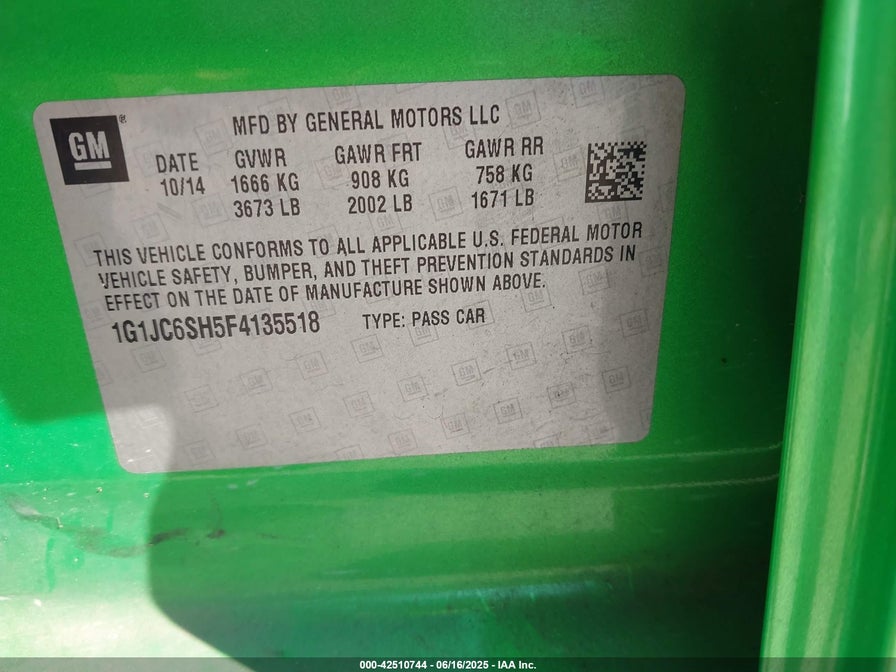 GM ®
MFD BY GENERAL MOTORS LLC
DATE GVWR GAWR FRT GAWR RR
10/14 1666 KG 908 KG 758 KG
3673 LB 2002 LB 1671 LB
THIS VEHICLE CONFORMS TO ALL APPLICABLE U.S. FEDERAL MOTOR
VEHICLE SAFETY, BUMPER, AND THEFT PREVENTION STANDARDS IN
EFFECT ON THE DATE OF MANUFACTURE SHOWN ABOVE.
1G1JC6SH5F4135518 TYPE: PASS CAR
000-42510744 / 06/16/2025 - IAA Inc.